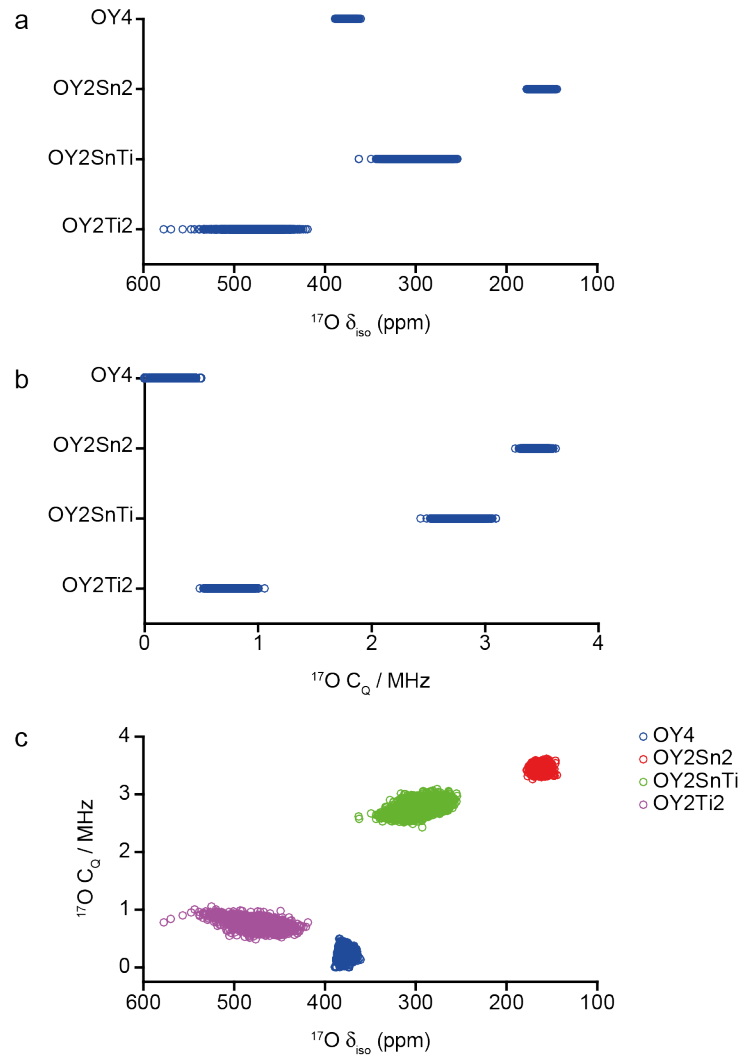 a
OY4
OY2Sn2
OY2SnTi
OY2Ti2
600 500 400 300 200 100
17O δiso (ppm)
b
OY4
OY2Sn2
OY2SnTi
OY2Ti2
0 1 2 3 4
17O CQ / MHz
c
4
3
2
1
0
17O CQ / MHz
600 500 400 300 200 100
17O δiso (ppm)
OY4
OY2Sn2
OY2SnTi
OY2Ti2